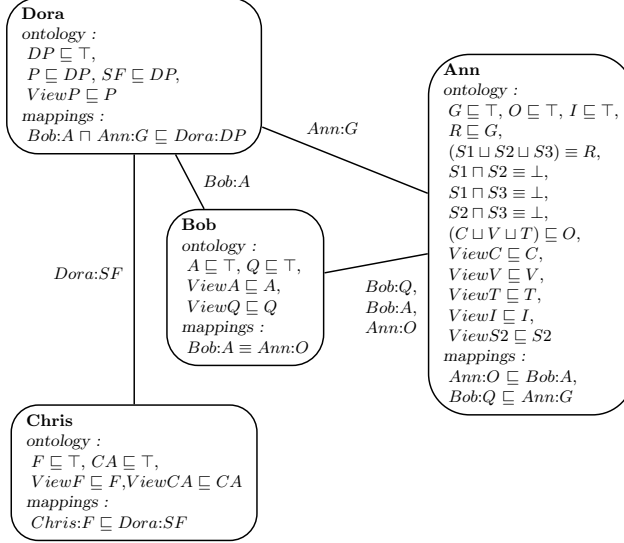 Dora
ontology :
DP ⊑ ⊤,
P ⊑ DP, SF ⊑ DP,
ViewP ⊑ P
mappings :
Bob:A ⊓ Ann:G ⊑ Dora:DP
Ann:G
Bob:A
Dora:SF
Bob
ontology :
A ⊑ ⊤, Q ⊑ ⊤,
ViewA ⊑ A,
ViewQ ⊑ Q
mappings :
Bob:A ≡ Ann:O
Bob:Q,
Bob:A,
Ann:O
Ann
ontology :
G ⊑ ⊤, O ⊑ ⊤, I ⊑ ⊤,
R ⊑ G,
(S1 ⊔ S2 ⊔ S3) ≡ R,
S1 ⊓ S2 ≡ ⊥,
S1 ⊓ S3 ≡ ⊥,
S2 ⊓ S3 ≡ ⊥,
(C ⊔ V ⊔ T) ⊑ O,
ViewC ⊑ C,
ViewV ⊑ V,
ViewT ⊑ T,
ViewI ⊑ I,
ViewS2 ⊑ S2
mappings :
Ann:O ⊑ Bob:A,
Bob:Q ⊑ Ann:G
Chris
ontology :
F ⊑ ⊤, CA ⊑ ⊤,
ViewF ⊑ F,ViewCA ⊑ CA
mappings :
Chris:F ⊑ Dora:SF